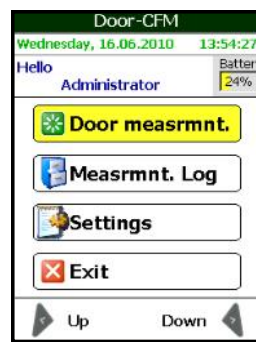 Door-CFM
Wednesday, 16.06.2010 13:54:27
Hello Batter
Administrator 24%
Door measrmnt.
Measrmnt. Log
Settings
Exit
Up Down